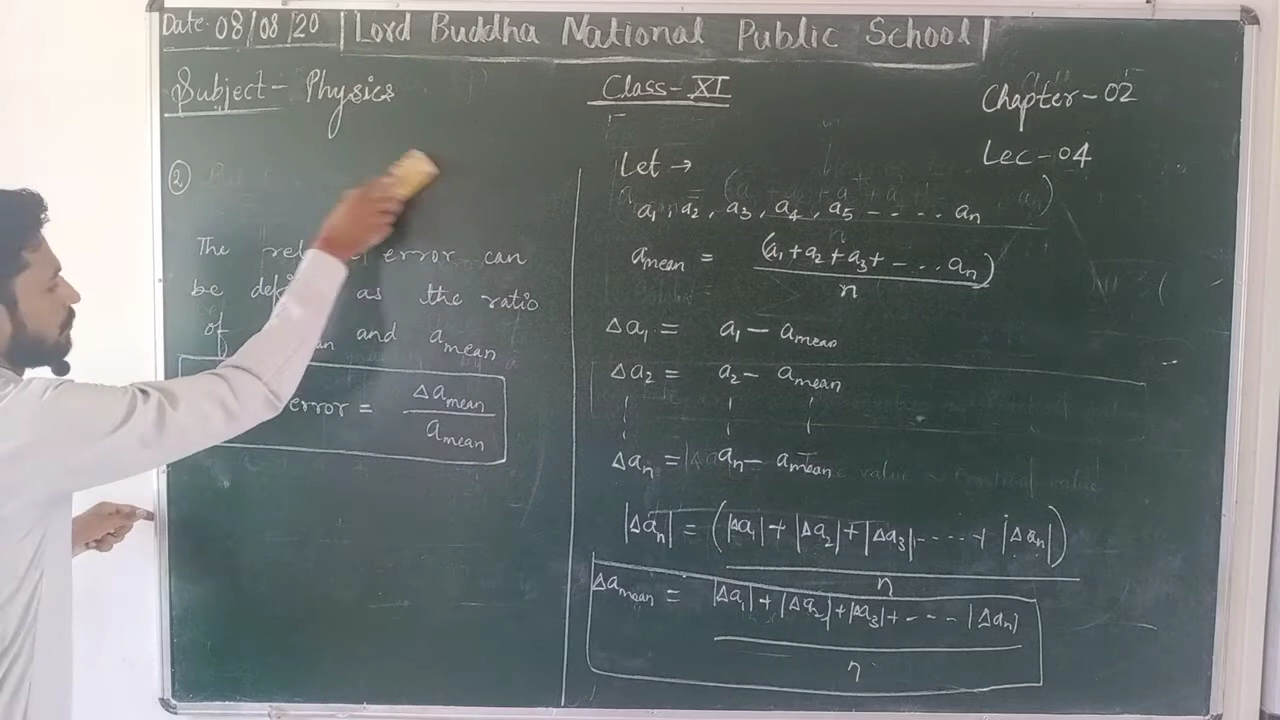 Date: 08/08/20 | Lord Buddha National Public School |
Subject- Physics
Class-XI
Chapter-02
Lec-04
②
The error can
be as the ratio
of and amean
error = Δamean / amean
Let →
a1, a2, a3, a4, a5 - - - - - an
amean = (a1 + a2 + a3 + - ... an) / n
Δa1 = a1 - amean
Δa2 = a2 - amean
Δan = an - amean
|Δan| = (|Δa1| + |Δa2| + |Δa3| - - - - + |Δan|) / n
Δamean = |Δa1| + |Δa2| + |Δa3| + - - - |Δan| / n